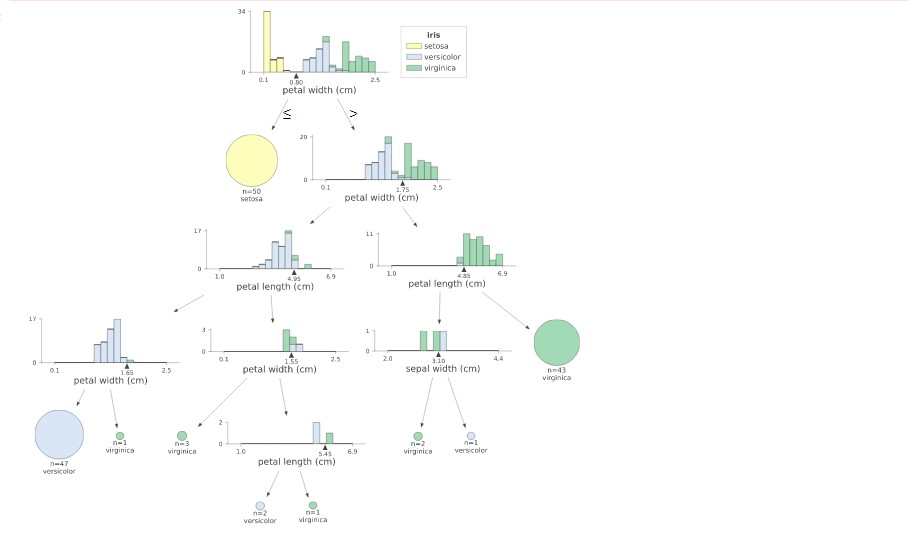 34
0
0.1
0.80
2.5
petal width (cm)
iris
setosa
versicolor
virginica
≤
>
n=50
setosa
20
0
0.1
1.75
2.5
petal width (cm)
17
0
1.0
4.95
6.9
petal length (cm)
11
0
1.0
4.85
6.9
petal length (cm)
17
0
0.1
1.65
2.5
petal width (cm)
3
0
0.1
1.55
2.5
petal width (cm)
1
0
2.0
3.10
4.4
sepal width (cm)
n=43
virginica
n=47
versicolor
n=1
virginica
n=3
virginica
2
0
1.0
5.45
6.9
petal length (cm)
n=2
virginica
n=1
versicolor
n=2
versicolor
n=1
virginica